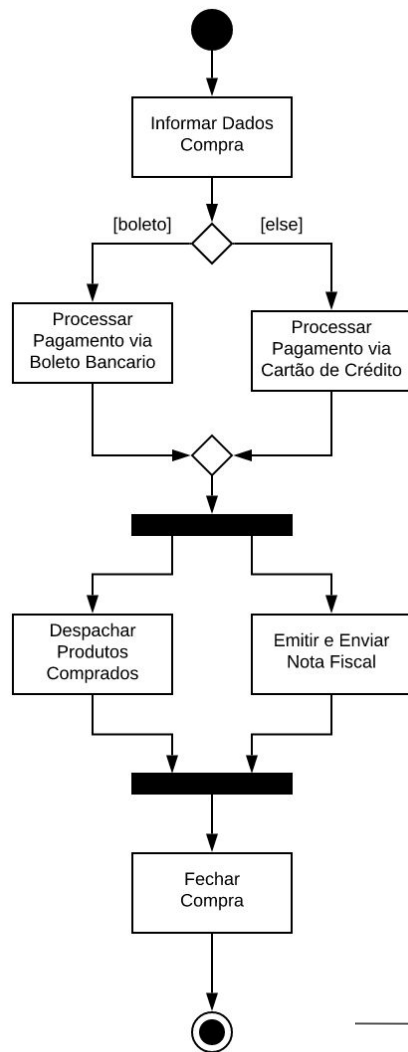 Informar Dados
Compra
[boleto]
[else]
Processar
Pagamento via
Boleto Bancario
Processar
Pagamento via
Cartão de Crédito
Despachar
Produtos
Comprados
Emitir e Enviar
Nota Fiscal
Fechar
Compra